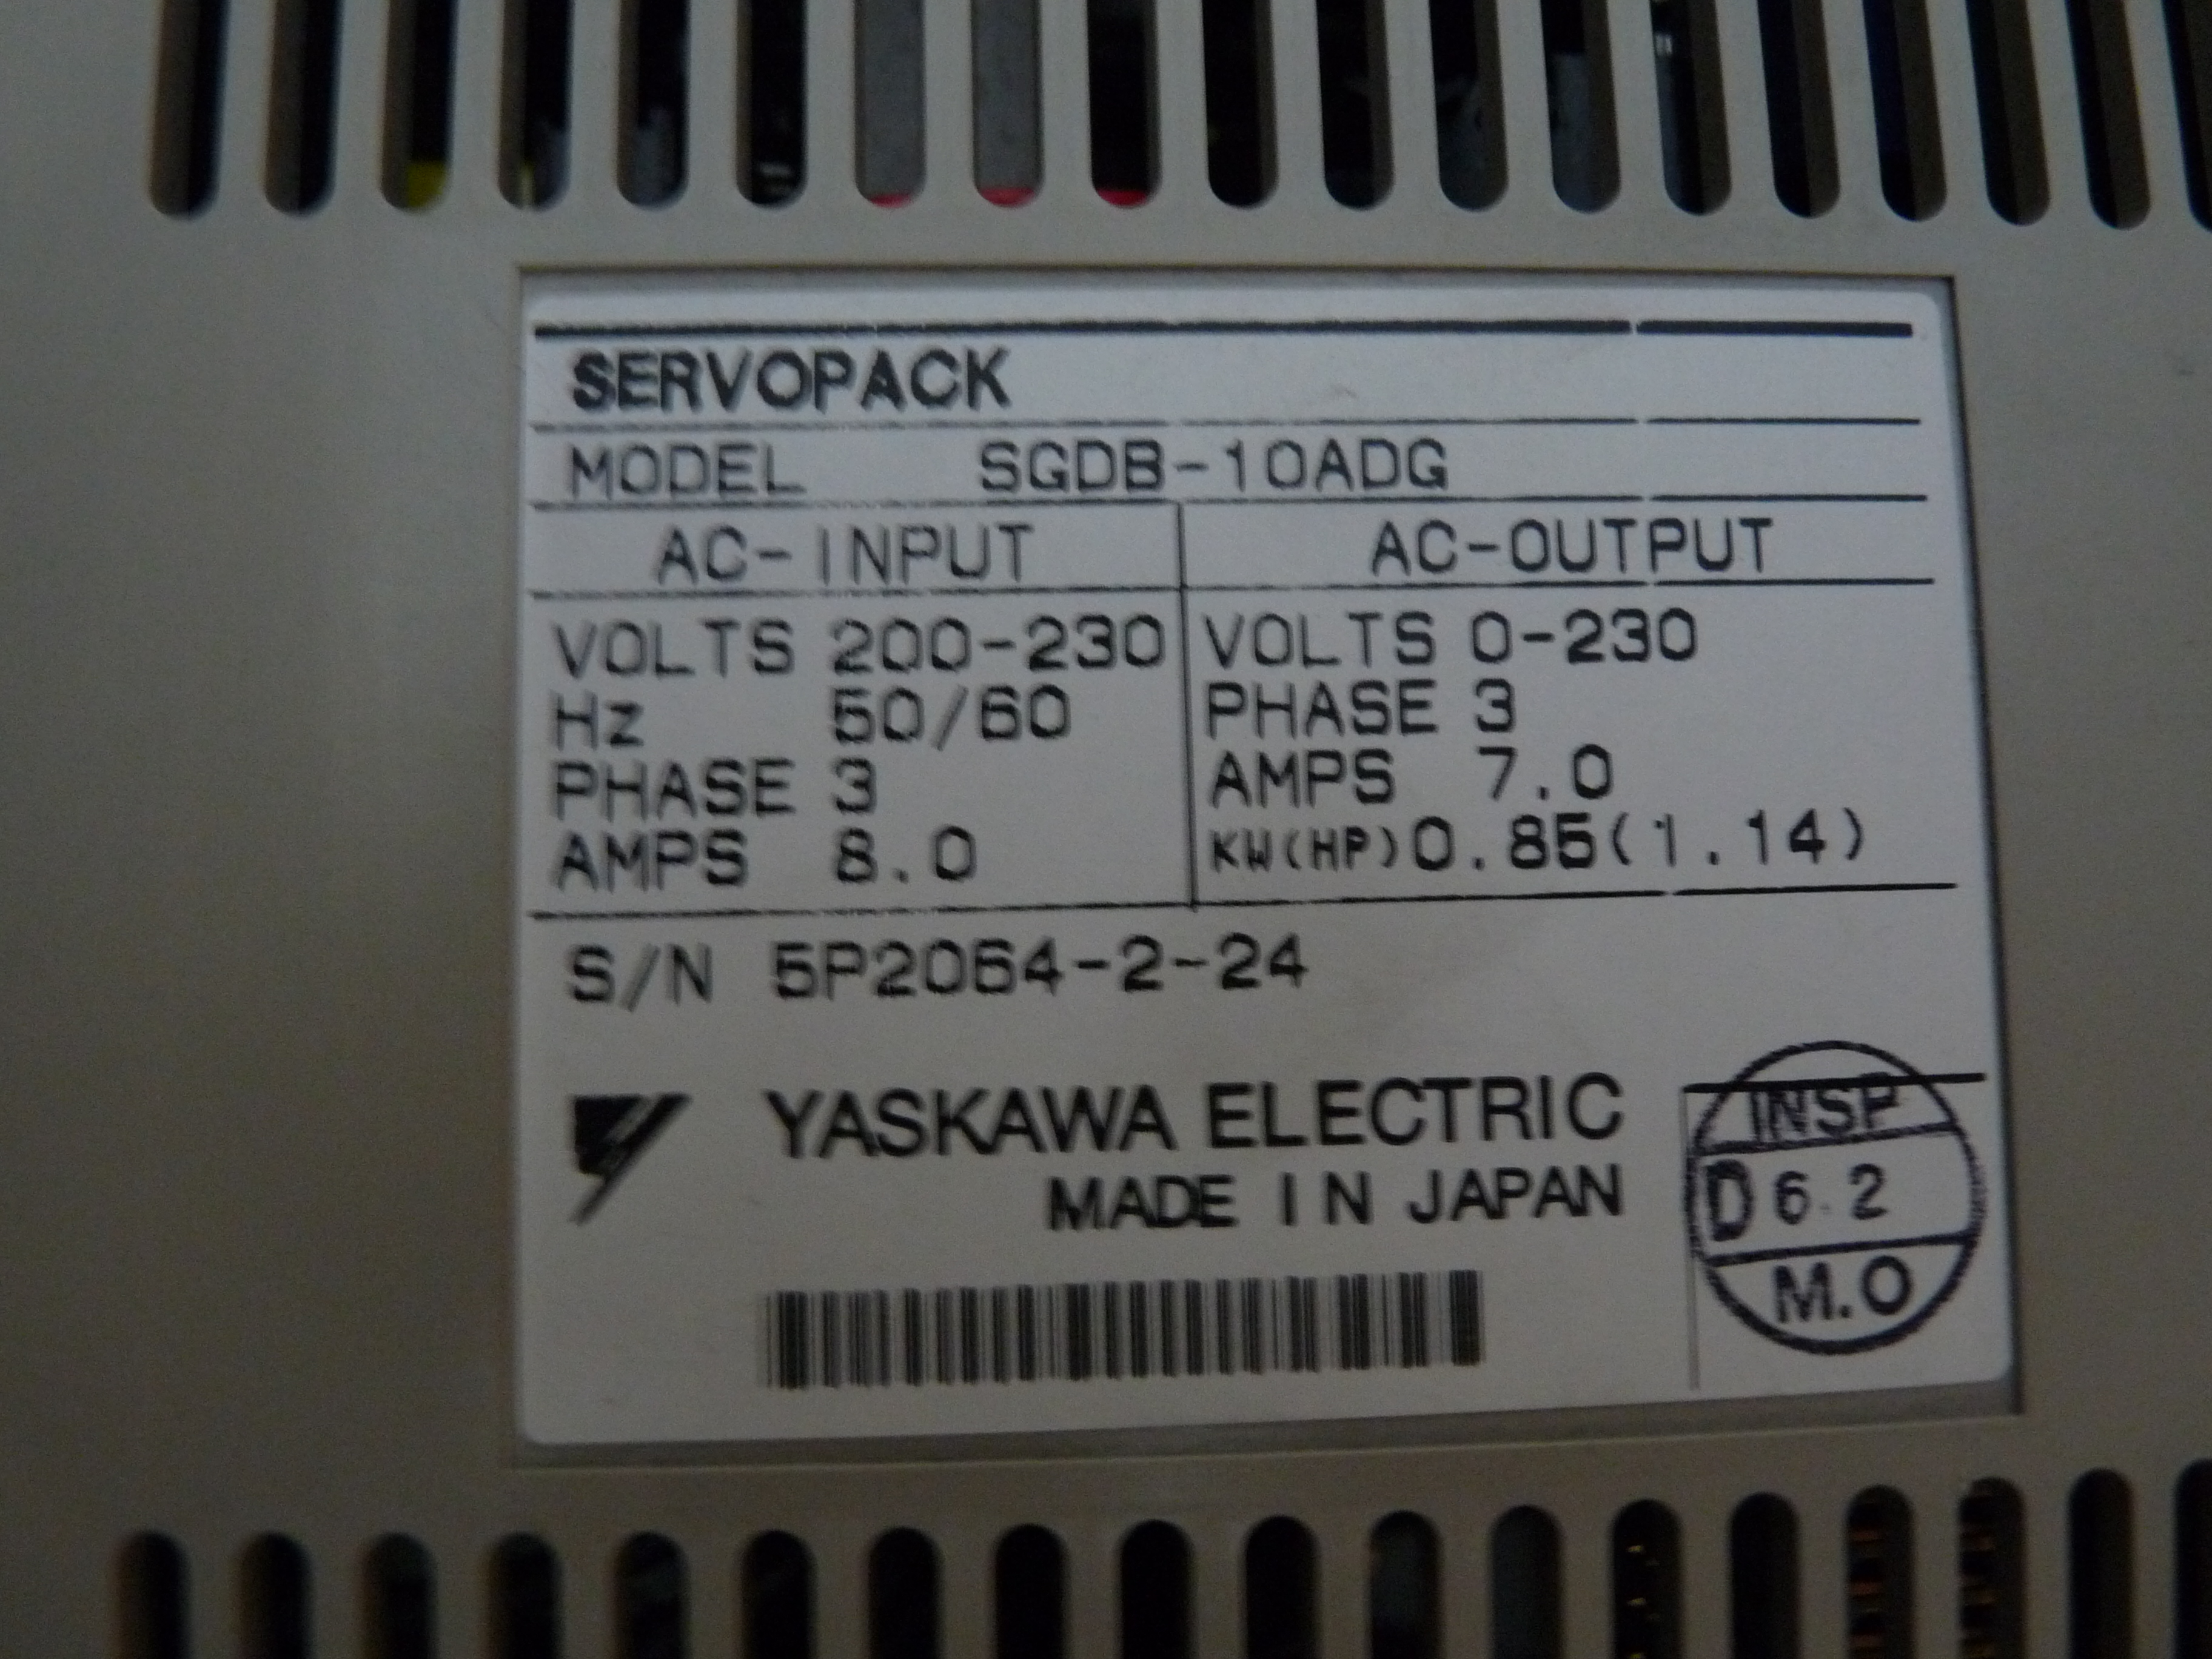 SERVOPACK
MODEL SGDB-10ADG
AC-INPUT AC-OUTPUT
VOLTS 200-230 VOLTS 0-230
Hz 50/60 PHASE 3
PHASE 3 AMPS 7.0
AMPS 8.0 KW(HP)0.85(1.14)
S/N 5P2064-2-24
YASKAWA ELECTRIC
MADE IN JAPAN
INSP
D 6.2
M.O